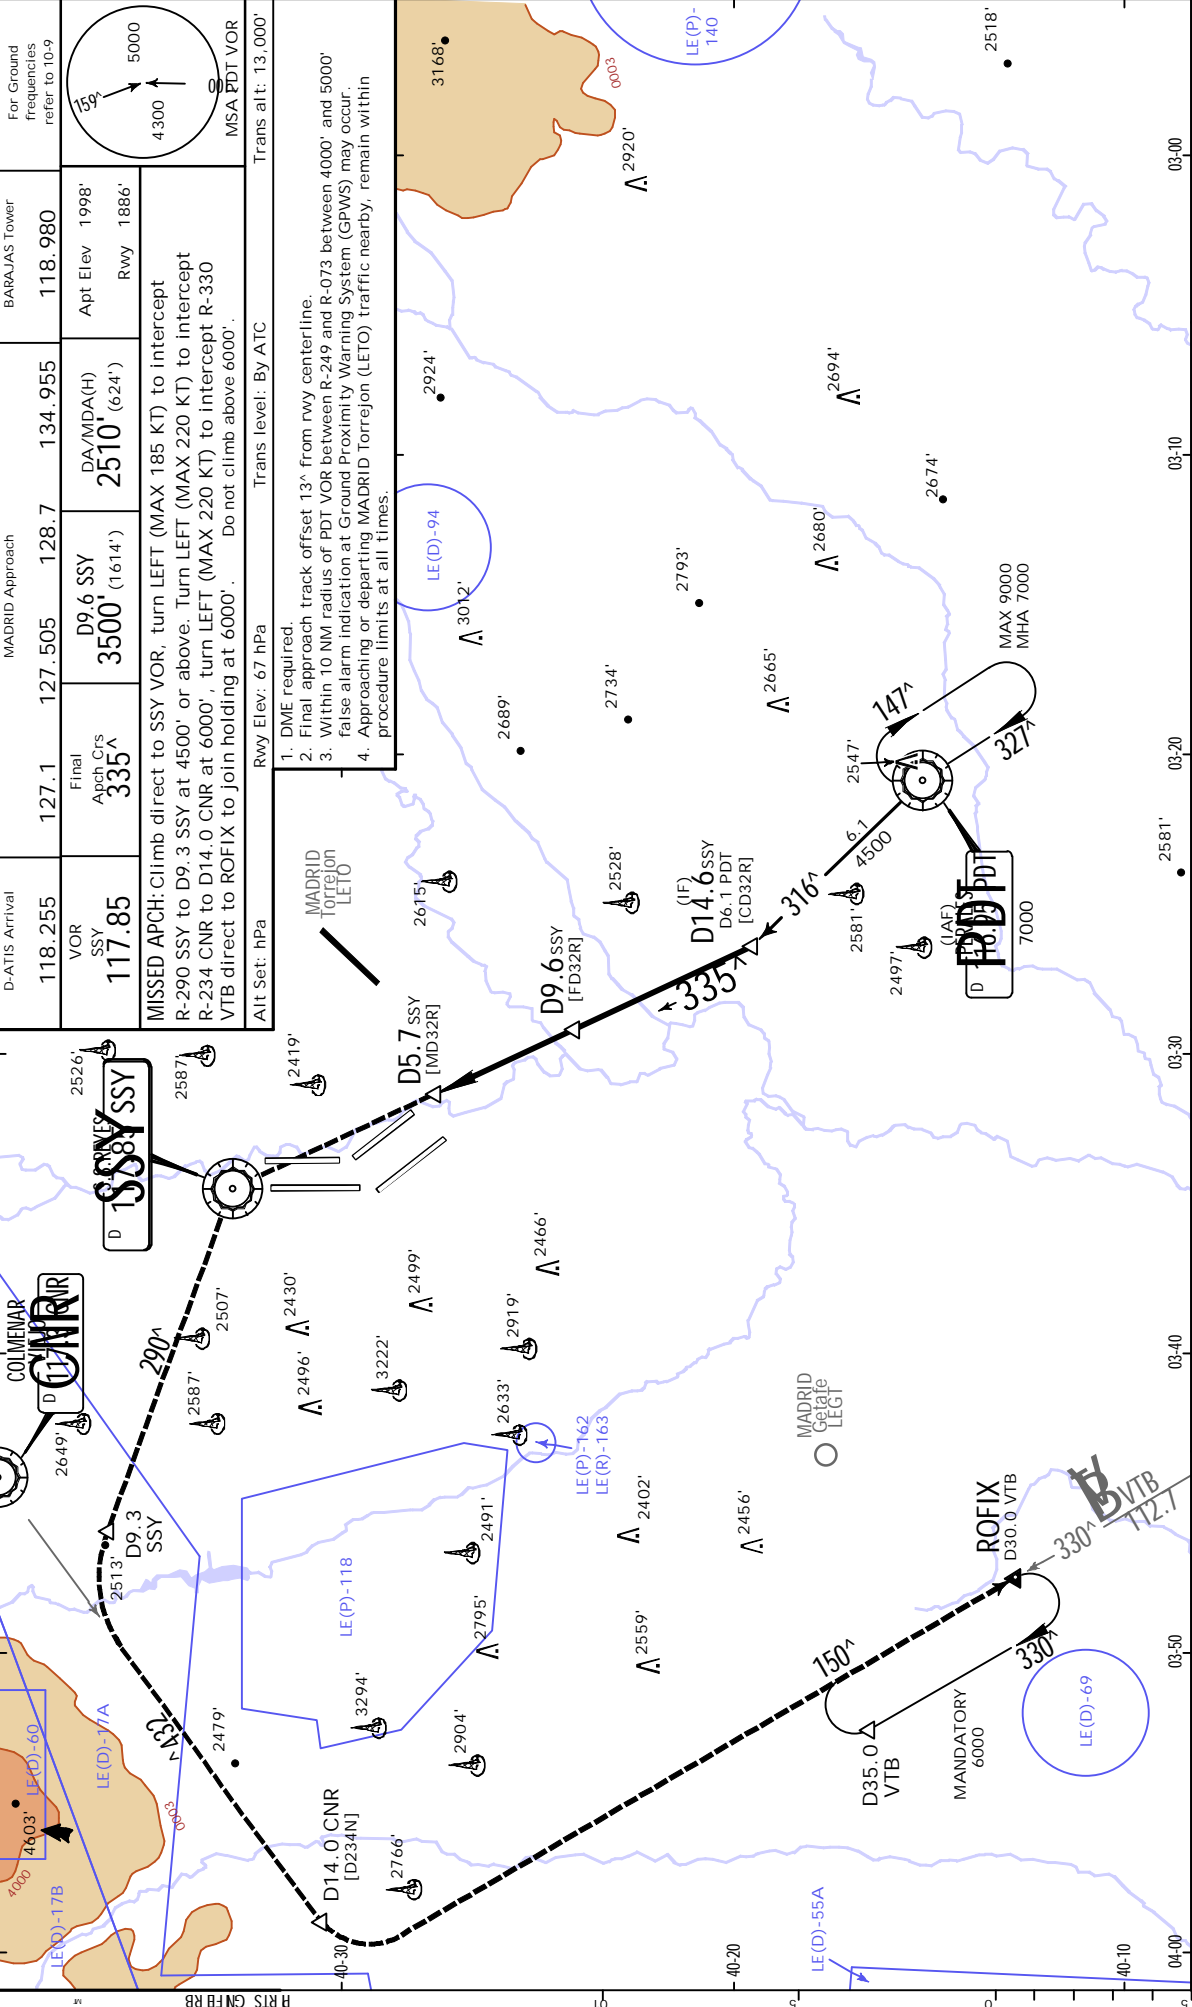 D-ATIS Arrival
MADRID Approach
BARAJAS Tower
For Ground
frequencies
refer to 10-9
118.255
127.1
127.505
128.7
134.955
118.980
VOR
SSY
117.85
Final
Apch Crs
335^
D9.6 SSY
3500' (1614')
DA/MDA(H)
2510' (624')
Apt Elev 1998'
Rwy 1886'
159^
5000
4300
MSA PDT VOR
MISSED APCH: Climb direct to SSY VOR, turn LEFT (MAX 185 KT) to intercept
R-290 SSY to D9.3 SSY at 4500' or above. Turn LEFT (MAX 220 KT) to intercept
R-234 CNR to D14.0 CNR at 6000', turn LEFT (MAX 220 KT) to intercept R-330
VTB direct to ROFIX to join holding at 6000'. Do not climb above 6000'.
Alt Set: hPa
Rwy Elev: 67 hPa
Trans level: By ATC
Trans alt: 13,000'
1. DME required.
2. Final approach track offset 13^ from rwy centerline.
3. Within 10 NM radius of PDT VOR between R-249 and R-073 between 4000' and 5000'
false alarm indication at Ground Proximity Warning System (GPWS) may occur.
4. Approaching or departing MADRID Torrejon (LETO) traffic nearby, remain within
procedure limits at all times.
LE(D)-17B
4000
4603'
LE(D)-60
LE(D)-17A
0003
2479'
2513'
D9.3
SSY
2649'
COLMENAR
D
CNR
2587'
2507'
290^
S.S.REYES
D
SSY
2526'
2587'
2419'
MADRID
Torrejon
LETO
2615'
D5.7 SSY
[MD32R]
D9.6 SSY
[FD32R]
335^
2528'
(IF)
D14.6 SSY
D6.1 PDT
[CD32R]
316^
6.1
4500
2581'
2497'
(IAF)
D
PDT
7000
2547'
147^
327^
MAX 9000
MHA 7000
2689'
2734'
2665'
2793'
2680'
2674'
2694'
3012'
LE(D)-94
2924'
3168'
0003
2920'
LE(P)-
140
2518'
2581'
D14.0 CNR
[D234N]
2766'
2904'
3294'
LE(P)-118
2795'
2491'
2496'
2430'
3222'
2499'
2633'
2919'
2466'
LE(P)-162
LE(R)-163
2402'
2456'
2559'
MADRID
Getafe
LEGT
150^
ROFIX
D30.0 VTB
330^
VTB
112.7
330^
D35.0
VTB
MANDATORY
6000
LE(D)-69
LE(D)-55A
40-30
40-20
40-10
03-00
03-10
03-20
03-30
03-40
03-50
04-00
10
5
0
5